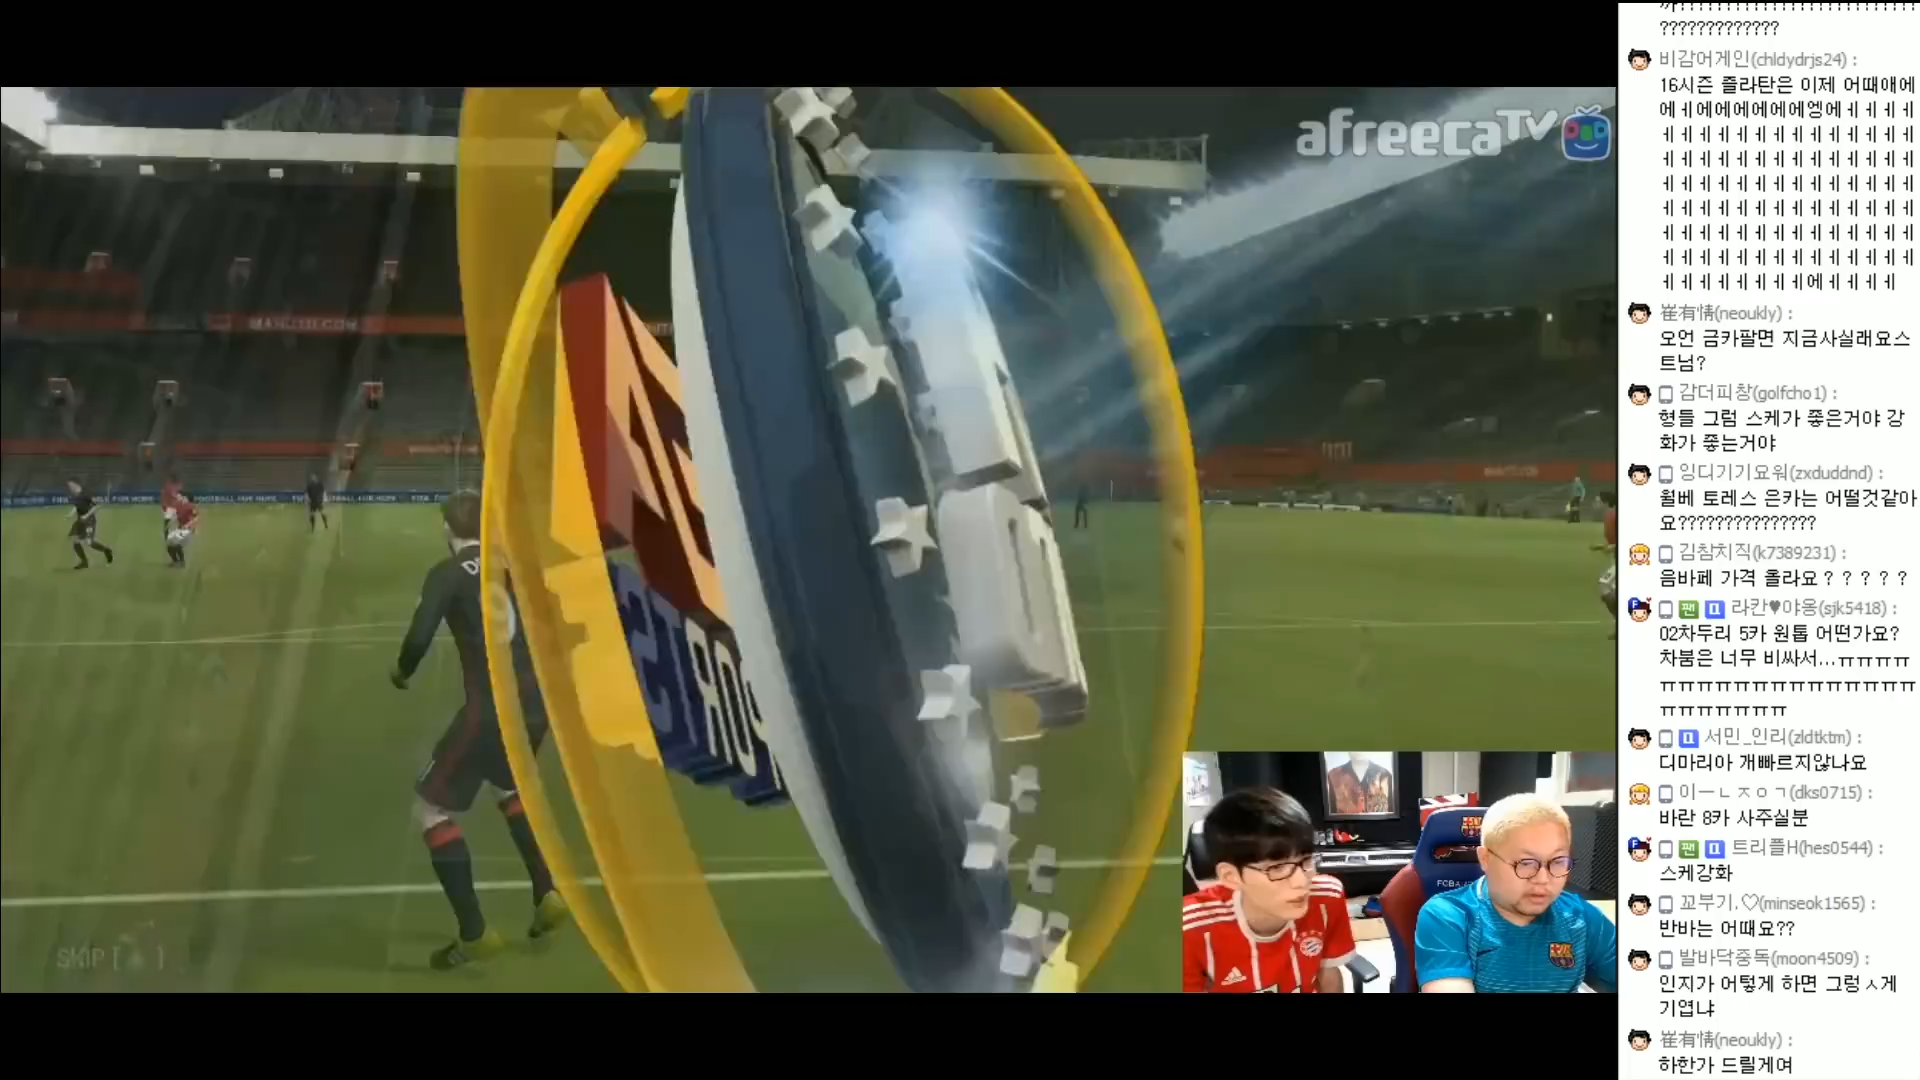 afreecaTV
SKIP [ ]
MANUTD.COM
FCBA
?????????????
비감어게인(chldydrjs24) :
16시즌 즐라탄은 이제 어때애에
에ㅔ에에에에에에엥에ㅔㅔㅔㅔ
ㅔㅔㅔㅔㅔㅔㅔㅔㅔㅔㅔㅔㅔㅔ
ㅔㅔㅔㅔㅔㅔㅔㅔㅔㅔㅔㅔㅔㅔ
ㅔㅔㅔㅔㅔㅔㅔㅔㅔㅔㅔㅔㅔㅔ
ㅔㅔㅔㅔㅔㅔㅔㅔㅔㅔㅔㅔㅔㅔ
ㅔㅔㅔㅔㅔㅔㅔㅔㅔㅔㅔㅔㅔㅔ
ㅔㅔㅔㅔㅔㅔㅔㅔㅔㅔㅔㅔㅔㅔ
ㅔㅔㅔㅔㅔㅔㅔㅔ에ㅔㅔㅔㅔ
崔有情(neoukly) :
오언 금카팔면 지금사실래요스
트님?
감더피창(golfcho1) :
형들 그럼 스케가 좋은거야 강
화가 좋는거야
잉디기기요워(zxduddnd) :
웰베 토레스 은카는 어떨것같아
요???????????????
김참치직(k7389231) :
음바페 가격 올라요 ? ? ? ? ?
팬 라칸♥야옹(sjk5418) :
02차두리 5카 원톱 어떤가요?
차붐은 너무 비싸서...ㅠㅠㅠㅠ
ㅠㅠㅠㅠㅠㅠㅠㅠㅠㅠㅠㅠㅠㅠ
ㅠㅠㅠㅠㅠㅠㅠ
서민_인리(zldtktm) :
디마리아 개빠르지않나요
이ㅡㄴㅈㅇㄱ(dks0715) :
바란 8카 사주실분
팬 트리플H(hes0544) :
스케강화
꼬부기.♡(minseok1565) :
반바는 어때요??
발바닥중독(moon4509) :
인지가 어텋게 하면 그렁ㅅ게
기엽냐
崔有情(neoukly) :
하한가 드릴게여